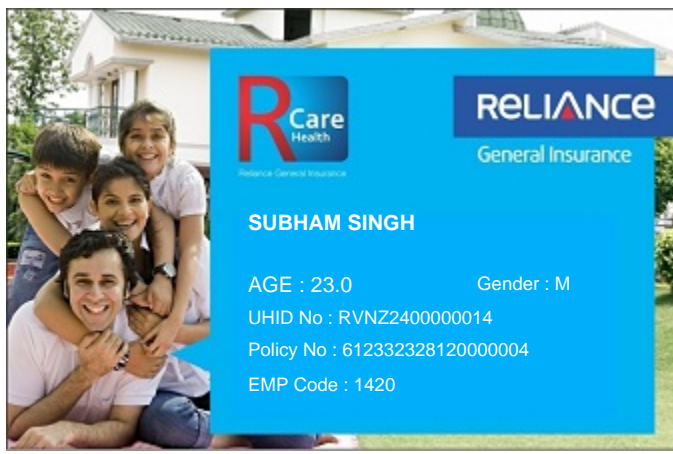 R Care
Health
Reliance General Insurance
RELIANCE
General Insurance
SUBHAM SINGH
AGE : 23.0 Gender : M
UHID No : RVNZ2400000014
Policy No : 612332328120000004
EMP Code : 1420